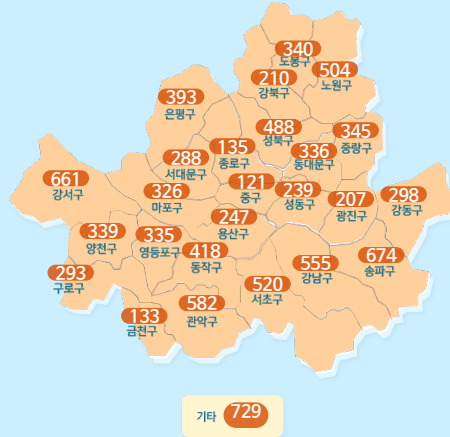 340
도봉구
504
노원구
210
강북구
393
은평구
488
성북구
345
중랑구
135
종로구
336
동대문구
288
서대문구
661
강서구
326
마포구
121
중구
239
성동구
207
광진구
298
강동구
247
용산구
339
양천구
335
영등포구
418
동작구
674
송파구
555
강남구
293
구로구
520
서초구
582
관악구
133
금천구
기타 729